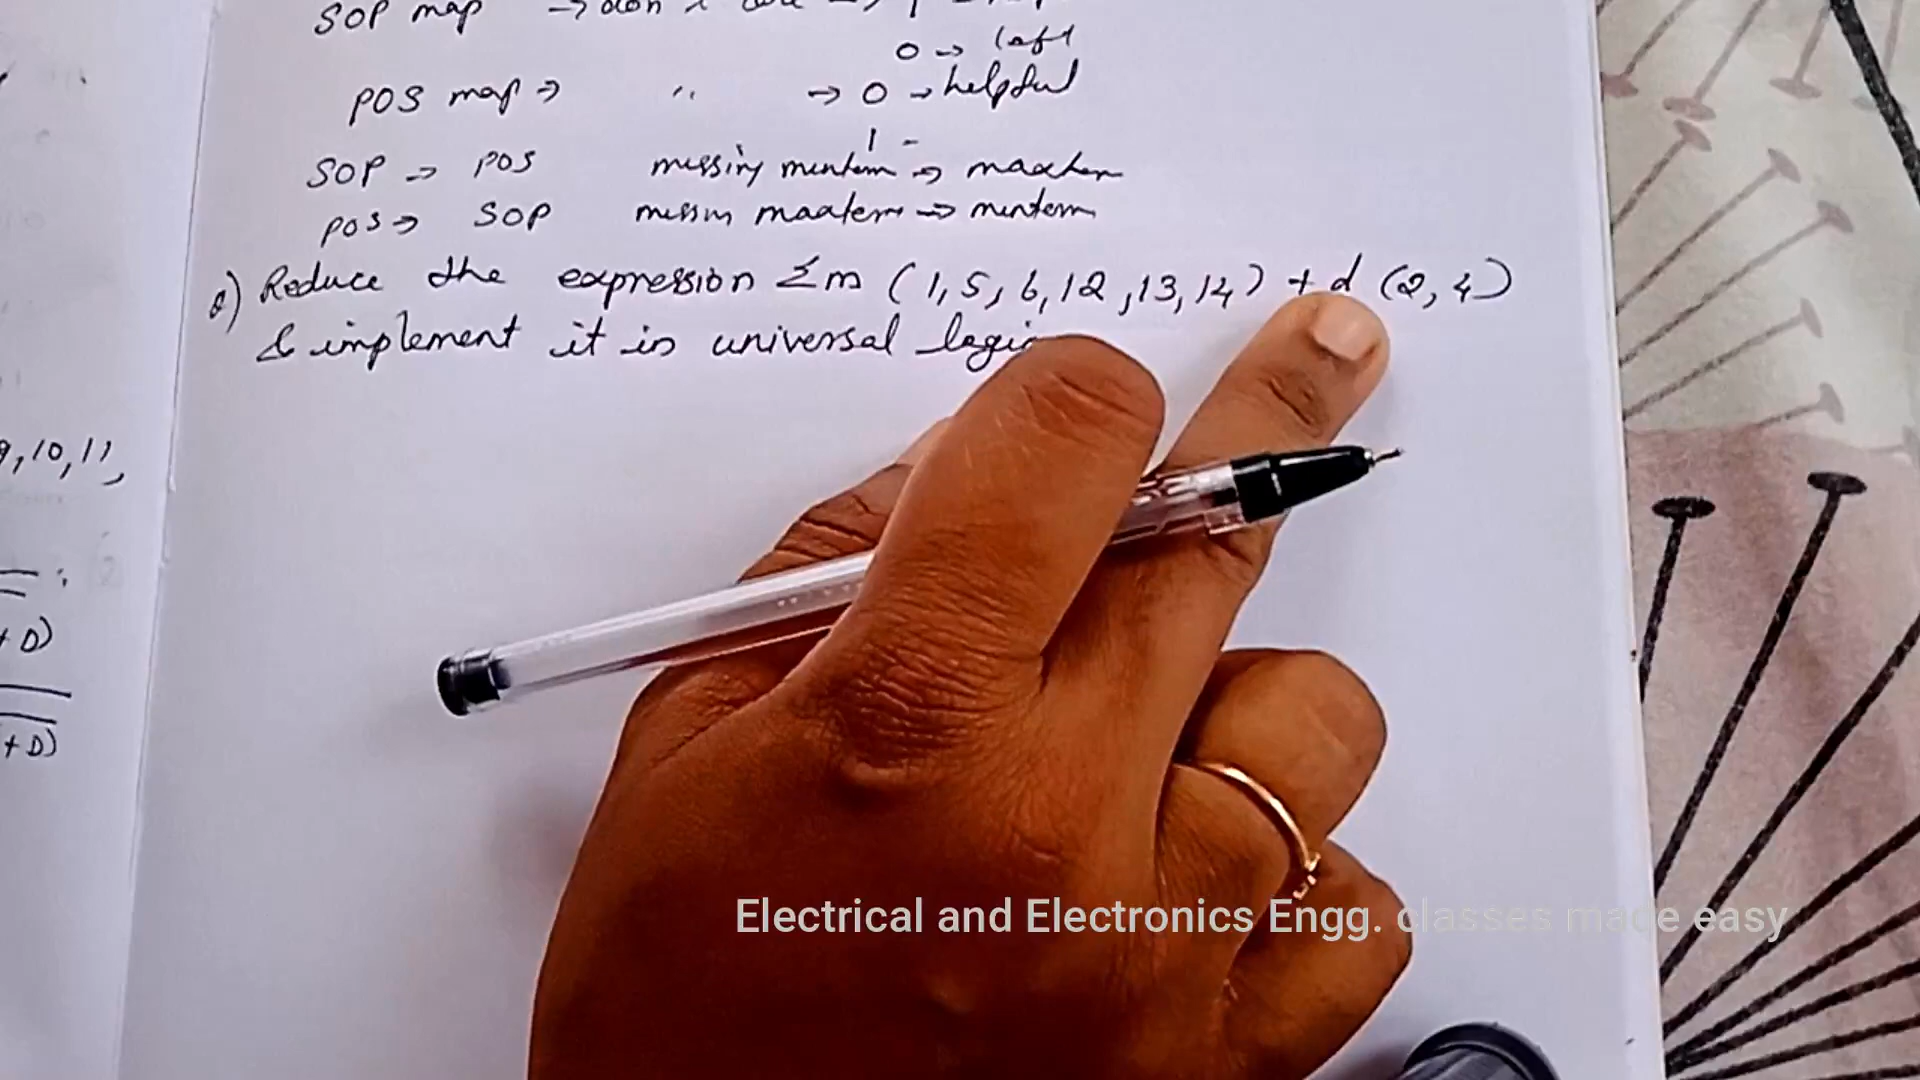 SOP map →
0 → left
POS map → ,, → 0 → helpful
1 -
SOP → POS missing minterm → maxterm
POS → SOP missin maxterm → minterm
Q) Reduce the expression Σm (1,5,6,12,13,14) + d (2,4)
& implement it in universal logic
9,10,11,
+ D)
+ D)
Electrical and Electronics Engg. classes made easy